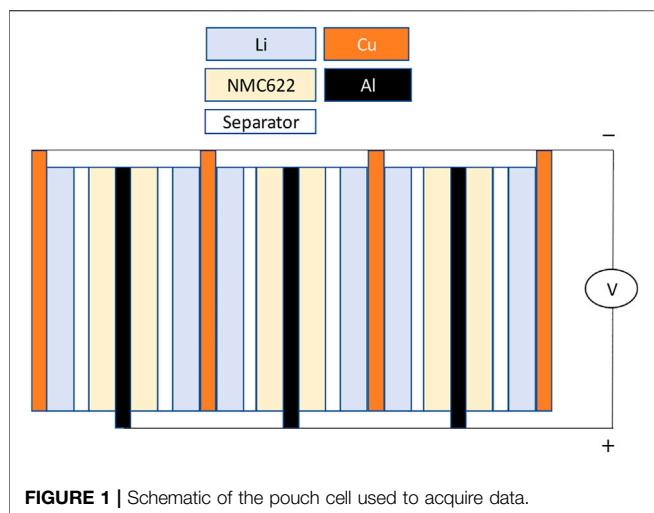 Li
Cu
NMC622
Al
Separator
−
V
+
FIGURE 1 | Schematic of the pouch cell used to acquire data.